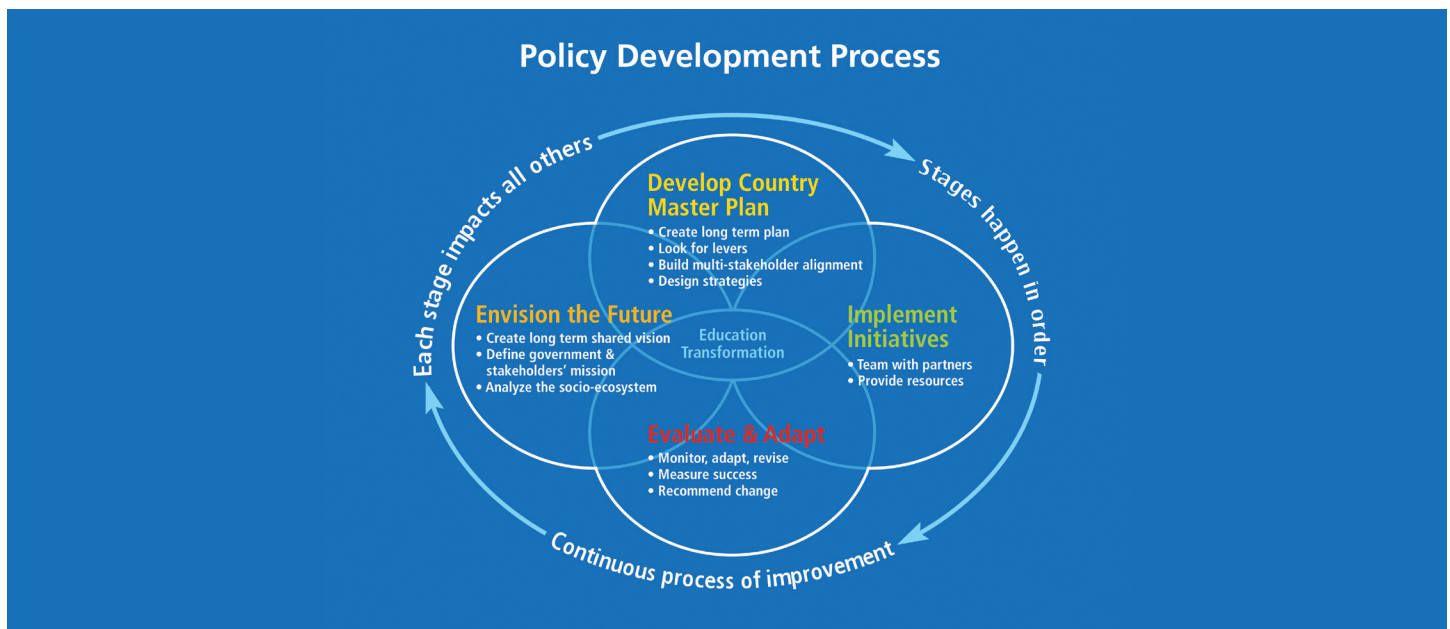 Policy Development Process
Each stage impacts all others
Stages happen in order
Continuous process of improvement
Develop Country
Master Plan
• Create long term plan
• Look for levers
• Build multi-stakeholder alignment
• Design strategies
Envision the Future
• Create long term shared vision
• Define government &
stakeholders’ mission
• Analyze the socio-ecosystem
Education
Transformation
Implement
Initiatives
• Team with partners
• Provide resources
Evaluate & Adapt
• Monitor, adapt, revise
• Measure success
• Recommend change